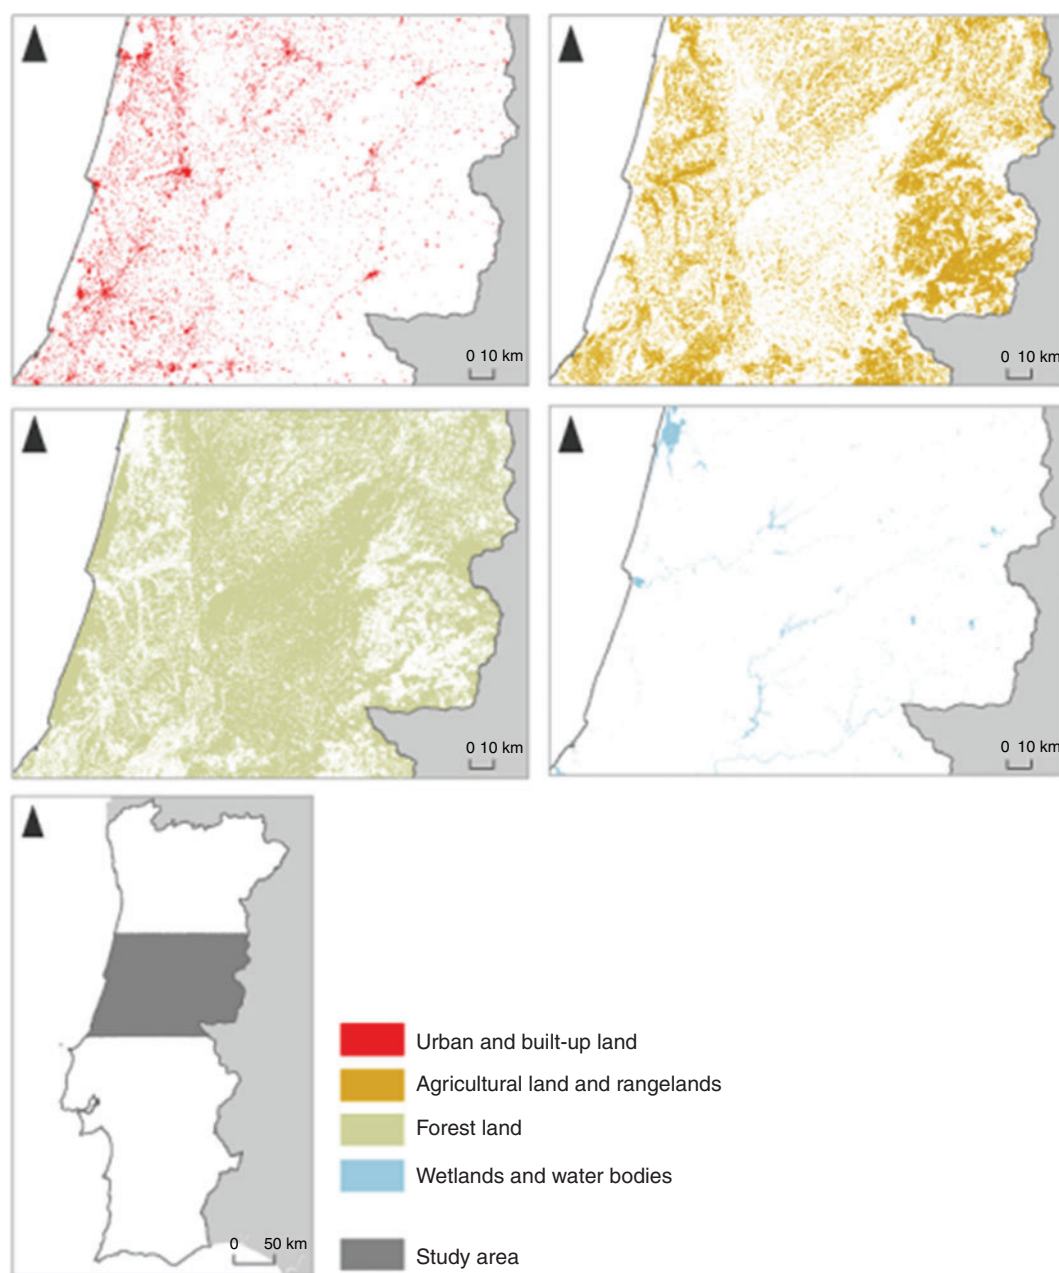 0 10 km
0 10 km
0 10 km
0 10 km
0 50 km
Urban and built-up land
Agricultural land and rangelands
Forest land
Wetlands and water bodies
Study area